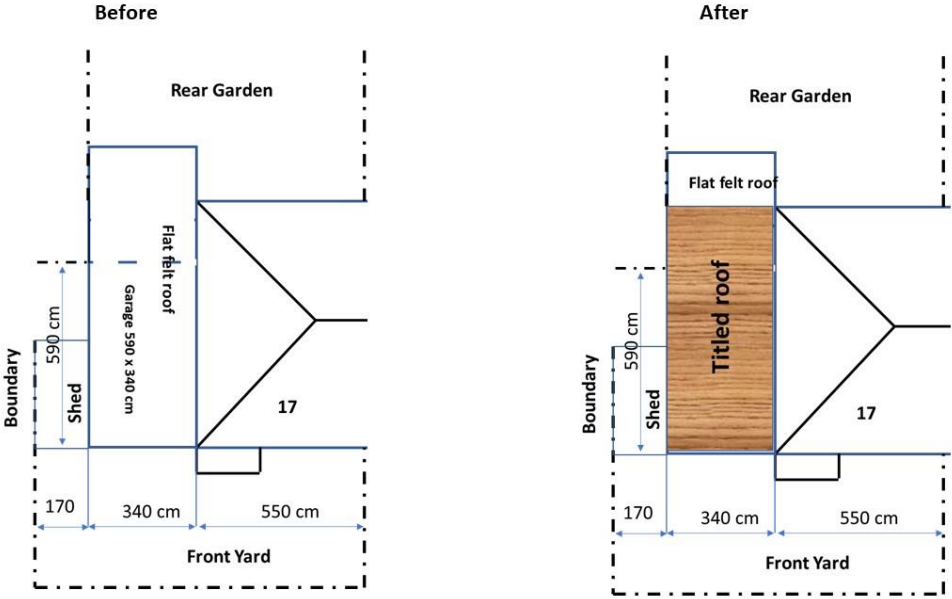 Before
Rear Garden
Flat felt roof
Garage 590 x 340 cm
590 cm
Boundary
Shed
17
170
340 cm
550 cm
Front Yard
After
Rear Garden
Flat felt roof
Titled roof
590 cm
Boundary
Shed
17
170
340 cm
550 cm
Front Yard